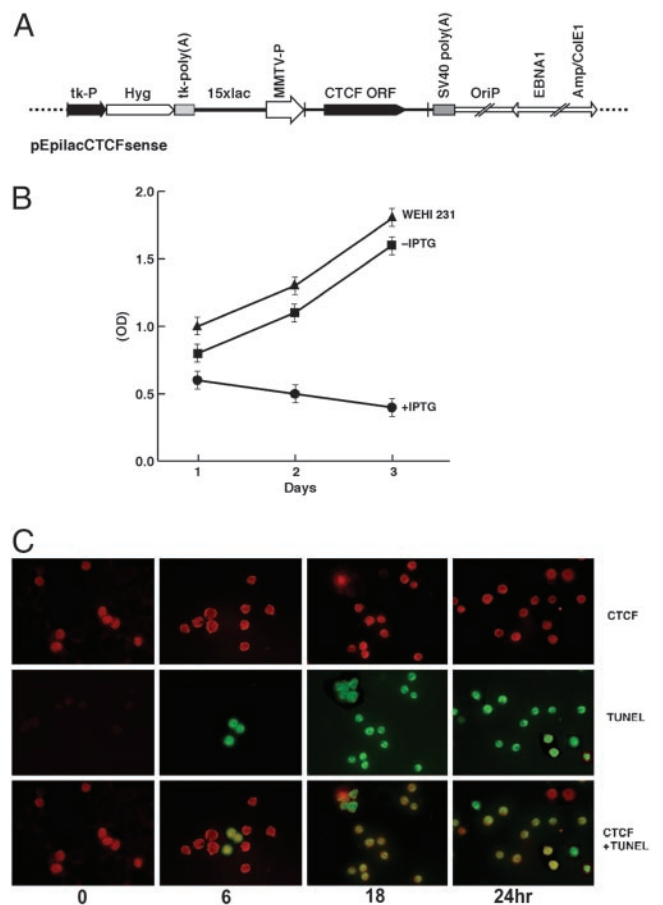 A
tk-P
Hyg
tk-poly(A)
15xlac
MMTV-P
CTCF ORF
SV40 poly(A)
OriP
EBNA1
Amp/ColE1
pEpilacCTCFsense
B
(OD)
2.0
1.5
1.0
0.5
0.0
WEHI 231
–IPTG
+IPTG
1 2 3
Days
C
CTCF
TUNEL
CTCF
+TUNEL
0 6 18 24hr